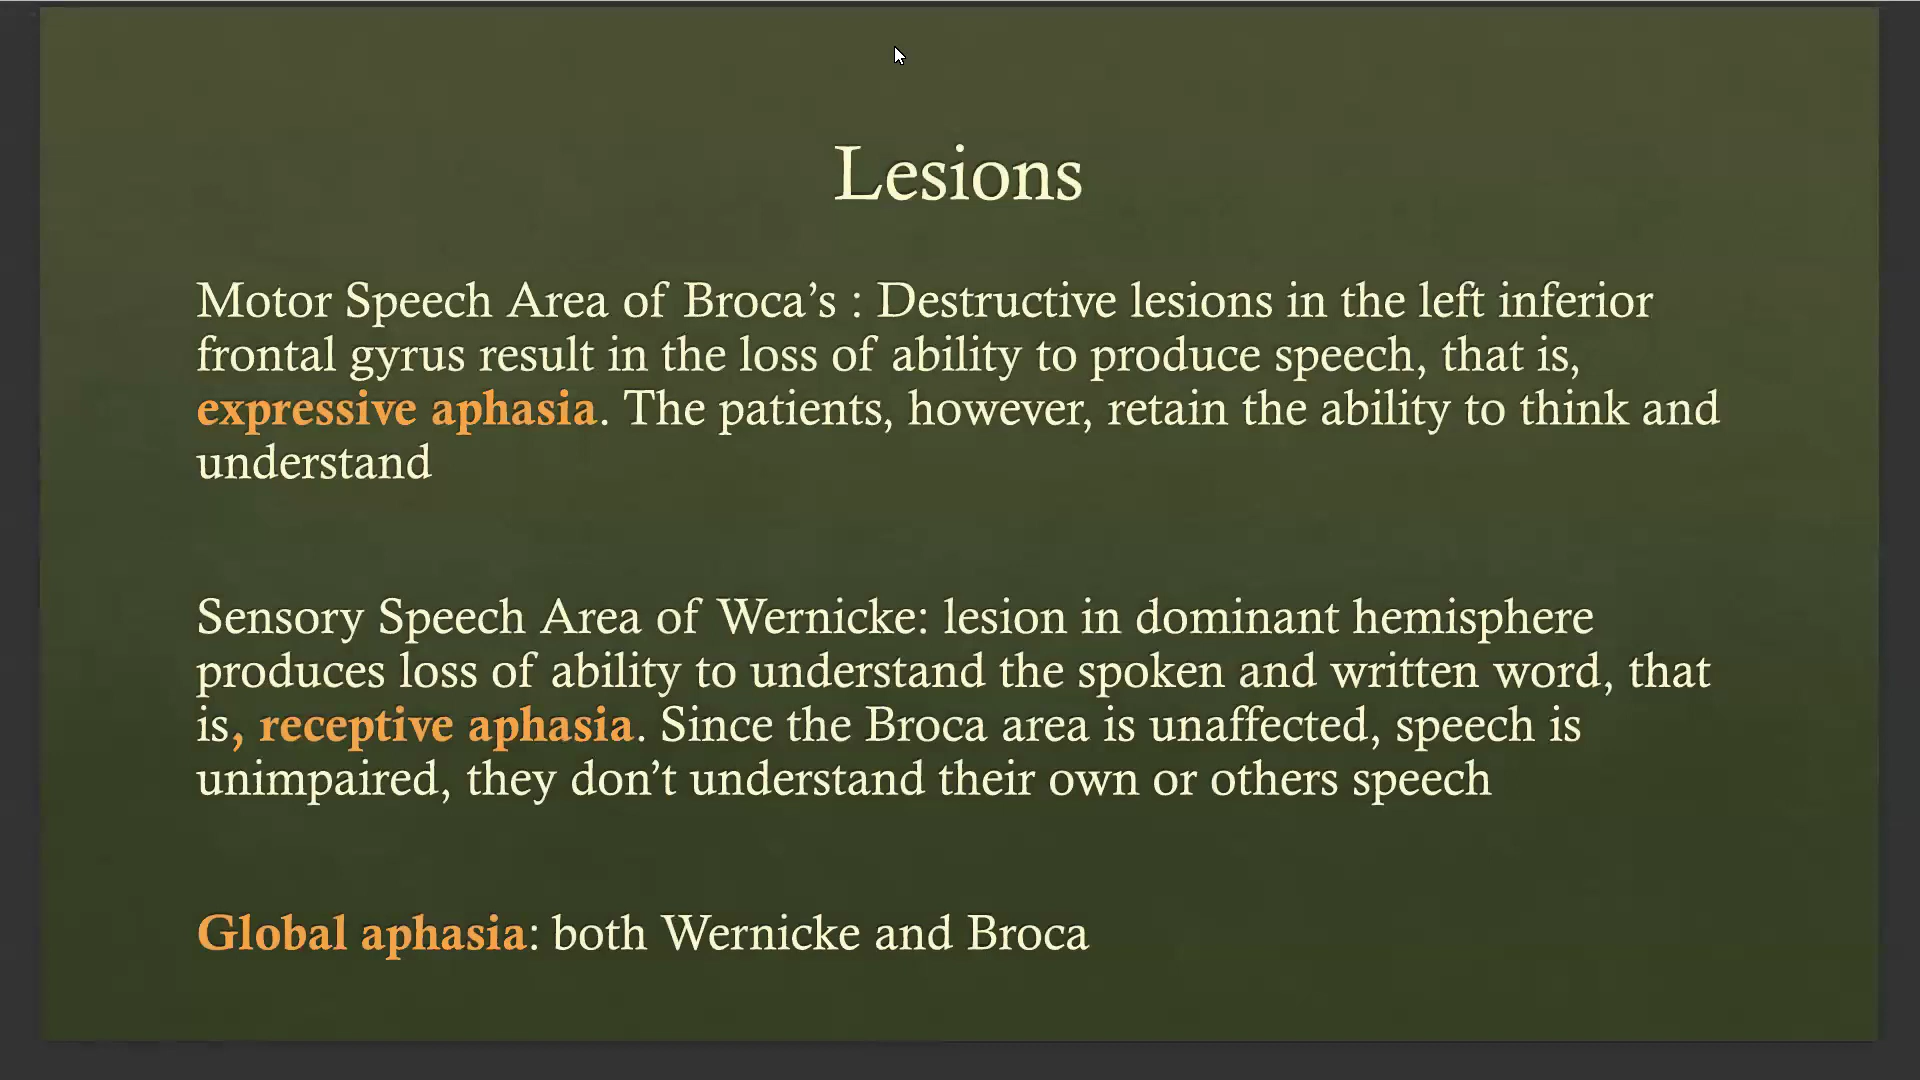 Lesions
Motor Speech Area of Broca’s : Destructive lesions in the left inferior
frontal gyrus result in the loss of ability to produce speech, that is,
expressive aphasia. The patients, however, retain the ability to think and
understand
Sensory Speech Area of Wernicke: lesion in dominant hemisphere
produces loss of ability to understand the spoken and written word, that
is, receptive aphasia. Since the Broca area is unaffected, speech is
unimpaired, they don’t understand their own or others speech
Global aphasia: both Wernicke and Broca